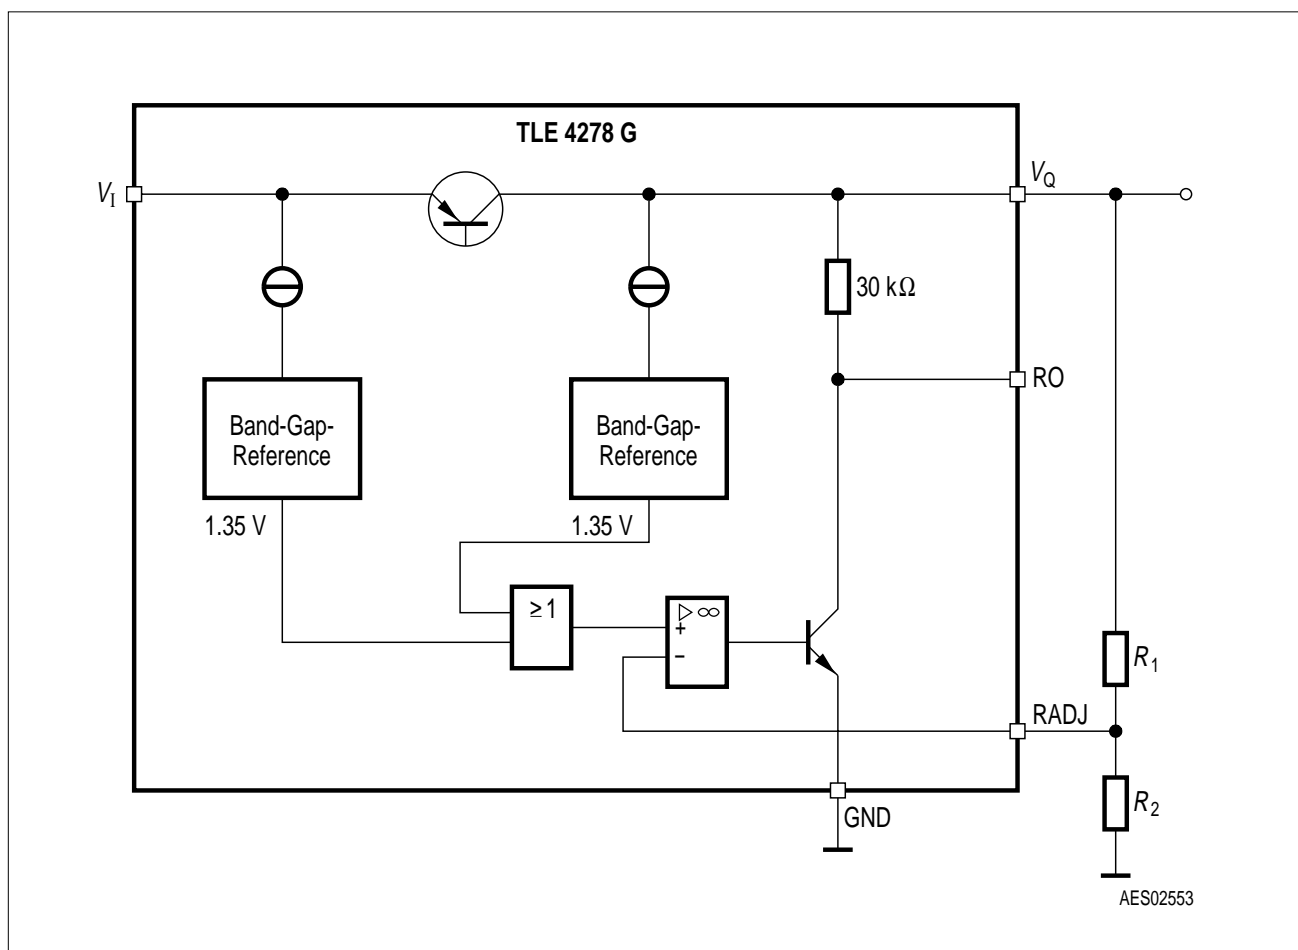 TLE 4278 G
V_I
V_Q
30 kΩ
RO
Band-Gap-
Reference
Band-Gap-
Reference
1.35 V
1.35 V
≥1
▷ ∞
+
−
R_1
RADJ
R_2
GND
AES02553